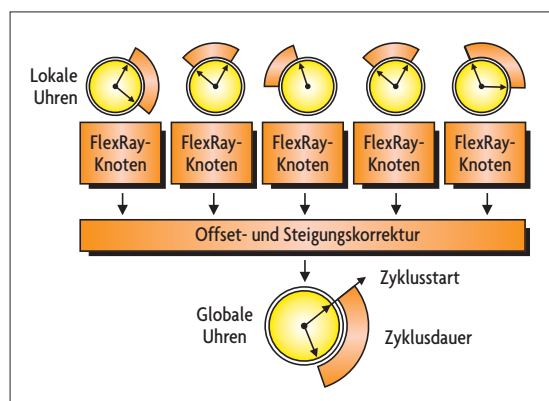 Lokale
Uhren
FlexRay-
Knoten
FlexRay-
Knoten
FlexRay-
Knoten
FlexRay-
Knoten
FlexRay-
Knoten
Offset- und Steigungskorrektur
Zyklusstart
Globale
Uhren
Zyklusdauer